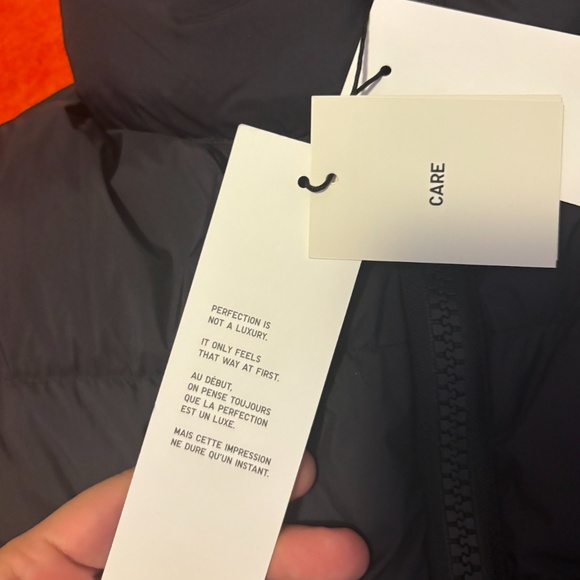 CARE
PERFECTION IS
NOT A LUXURY.
IT ONLY FEELS
THAT WAY AT FIRST.
AU DÉBUT,
ON PENSE TOUJOURS
QUE LA PERFECTION
EST UN LUXE.
MAIS CETTE IMPRESSION
NE DURE QU'UN INSTANT.